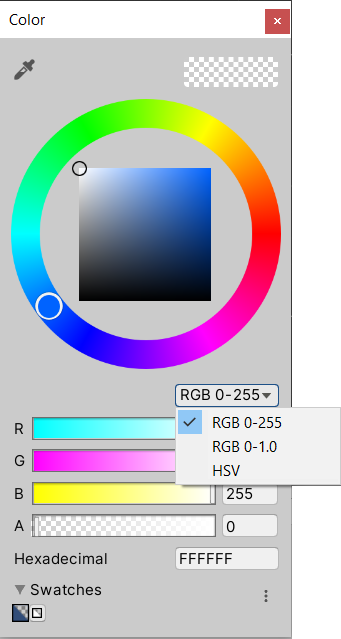 Color
RGB 0-255
RGB 0-255
RGB 0-1.0
HSV
R
G
B 255
A 0
Hexadecimal FFFFFF
Swatches